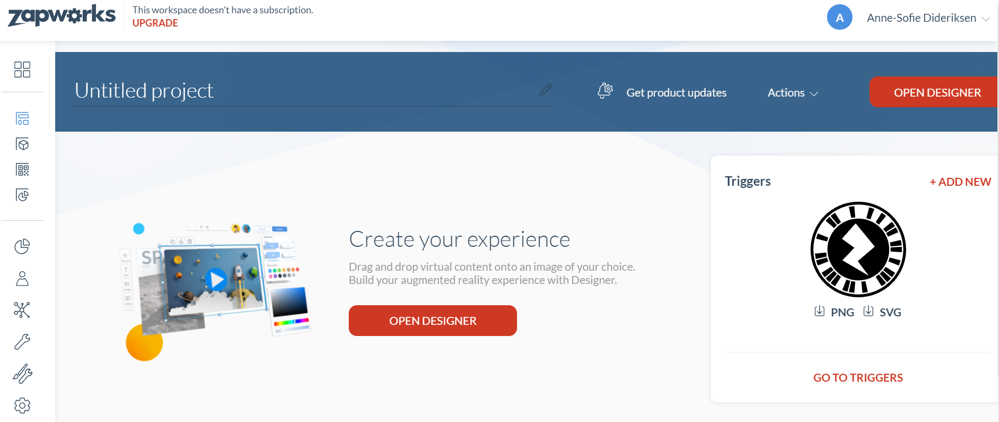 zapworks
This workspace doesn't have a subscription.
UPGRADE
A
Anne-Sofie Dideriksen
Untitled project
Get product updates
Actions
OPEN DESIGNER
Triggers
+ ADD NEW
SPA
Create your experience
Drag and drop virtual content onto an image of your choice.
Build your augmented reality experience with Designer.
OPEN DESIGNER
PNG
SVG
GO TO TRIGGERS